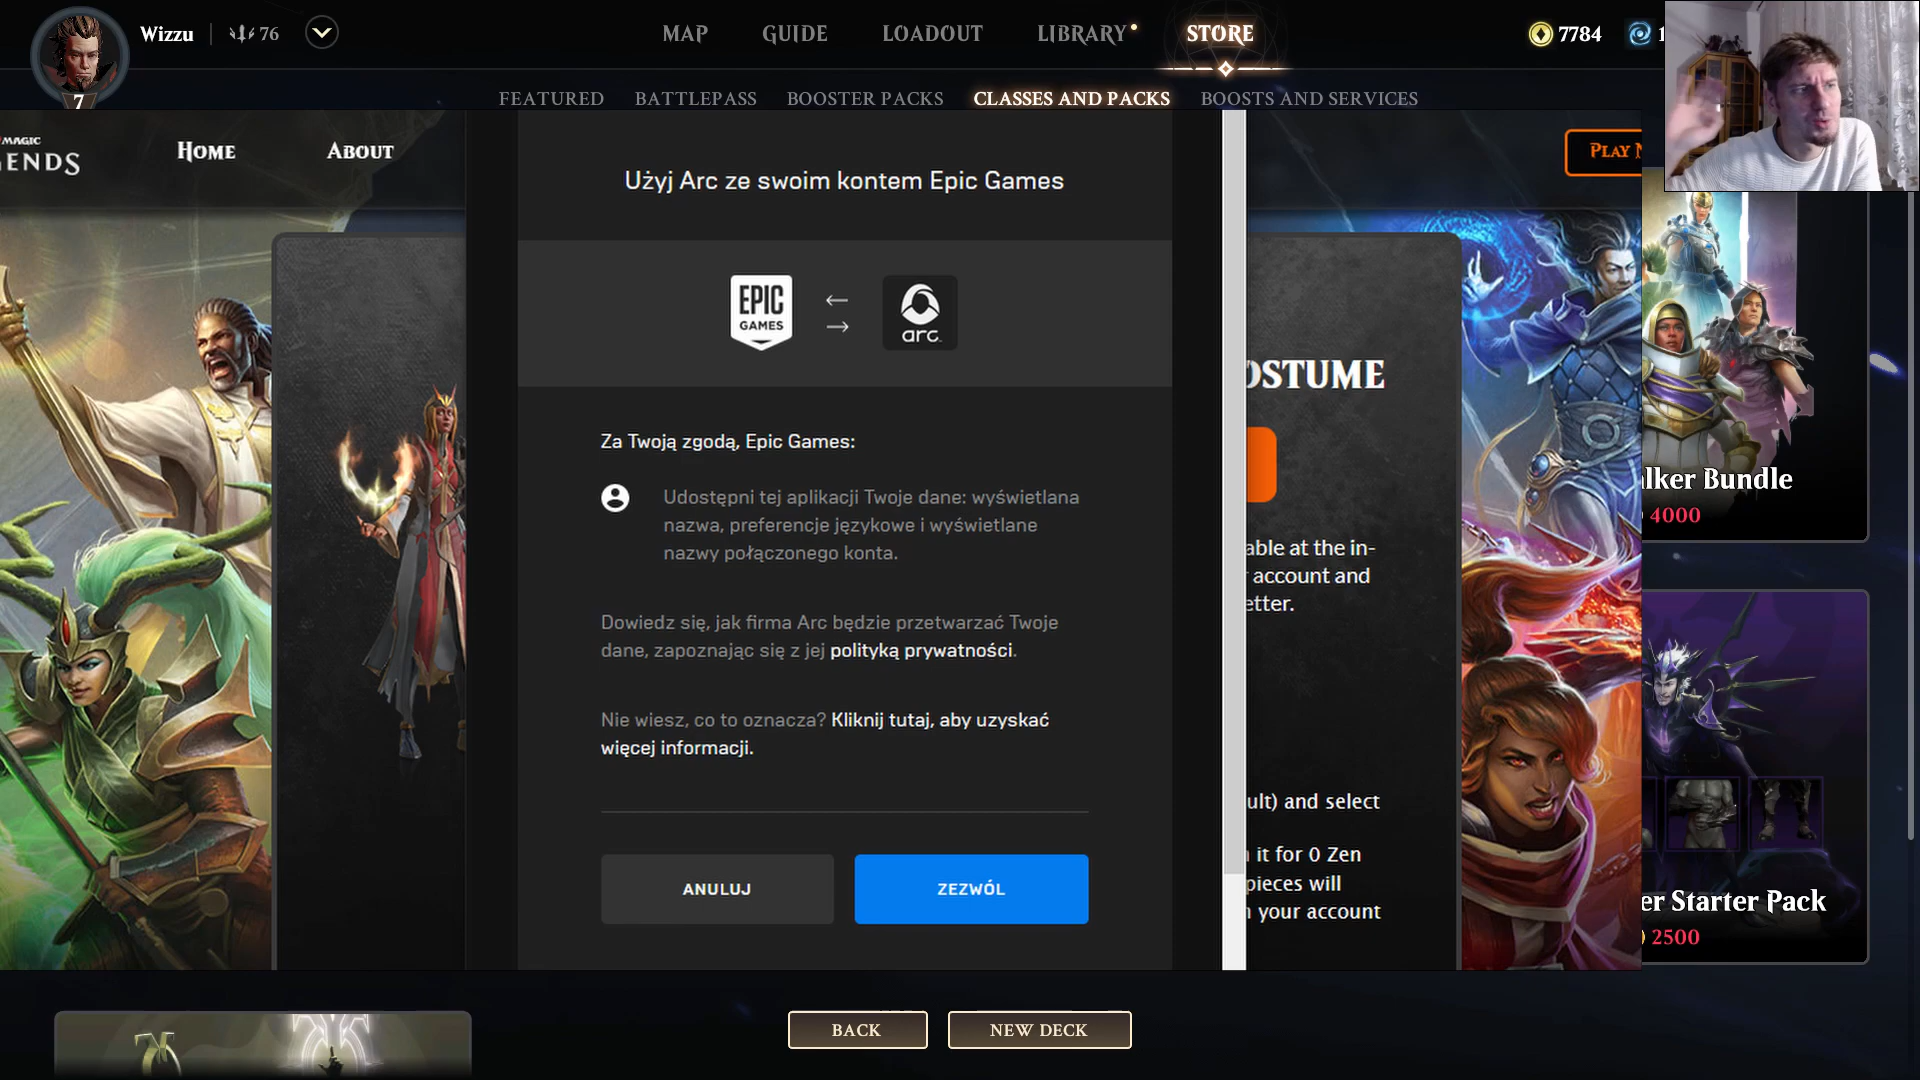 Wizzu
76
MAP
GUIDE
LOADOUT
LIBRARY
STORE
7784
7
FEATURED
BATTLEPASS
BOOSTER PACKS
CLASSES AND PACKS
BOOSTS AND SERVICES
MAGIC
ENDS
HOME
ABOUT
PLAY
Użyj Arc ze swoim kontem Epic Games
EPIC
GAMES
arc
OSTUME
Za Twoją zgodą, Epic Games:
Udostępni tej aplikacji Twoje dane: wyświetlana
nazwa, preferencje językowe i wyświetlane
nazwy połączonego konta.
able at the in-
account and
etter.
lker Bundle
4000
Dowiedz się, jak firma Arc będzie przetwarzać Twoje
dane, zapoznając się z jej polityką prywatności.
Nie wiesz, co to oznacza? Kliknij tutaj, aby uzyskać
więcej informacji.
ult) and select
it for 0 Zen
pieces will
your account
ANULUJ
ZEZWÓL
er Starter Pack
2500
BACK
NEW DECK